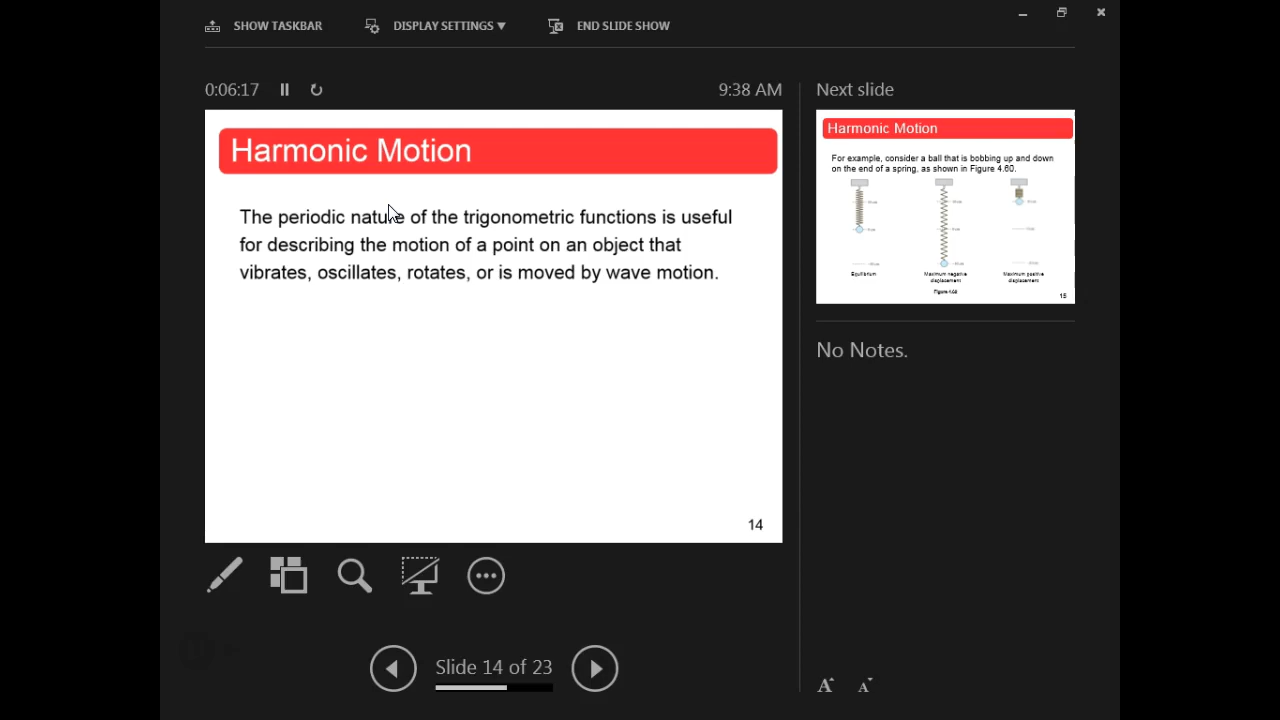 SHOW TASKBAR
DISPLAY SETTINGS ▼
END SLIDE SHOW
0:06:17
9:38 AM
Harmonic Motion
The periodic nature of the trigonometric functions is useful
for describing the motion of a point on an object that
vibrates, oscillates, rotates, or is moved by wave motion.
14
Slide 14 of 23
Next slide
Harmonic Motion
For example, consider a ball that is bobbing up and down
on the end of a spring, as shown in Figure 4.60.
Equilibrium
Maximum negative
displacement
Maximum positive
displacement
Figure 4.60
15
No Notes.
A
A